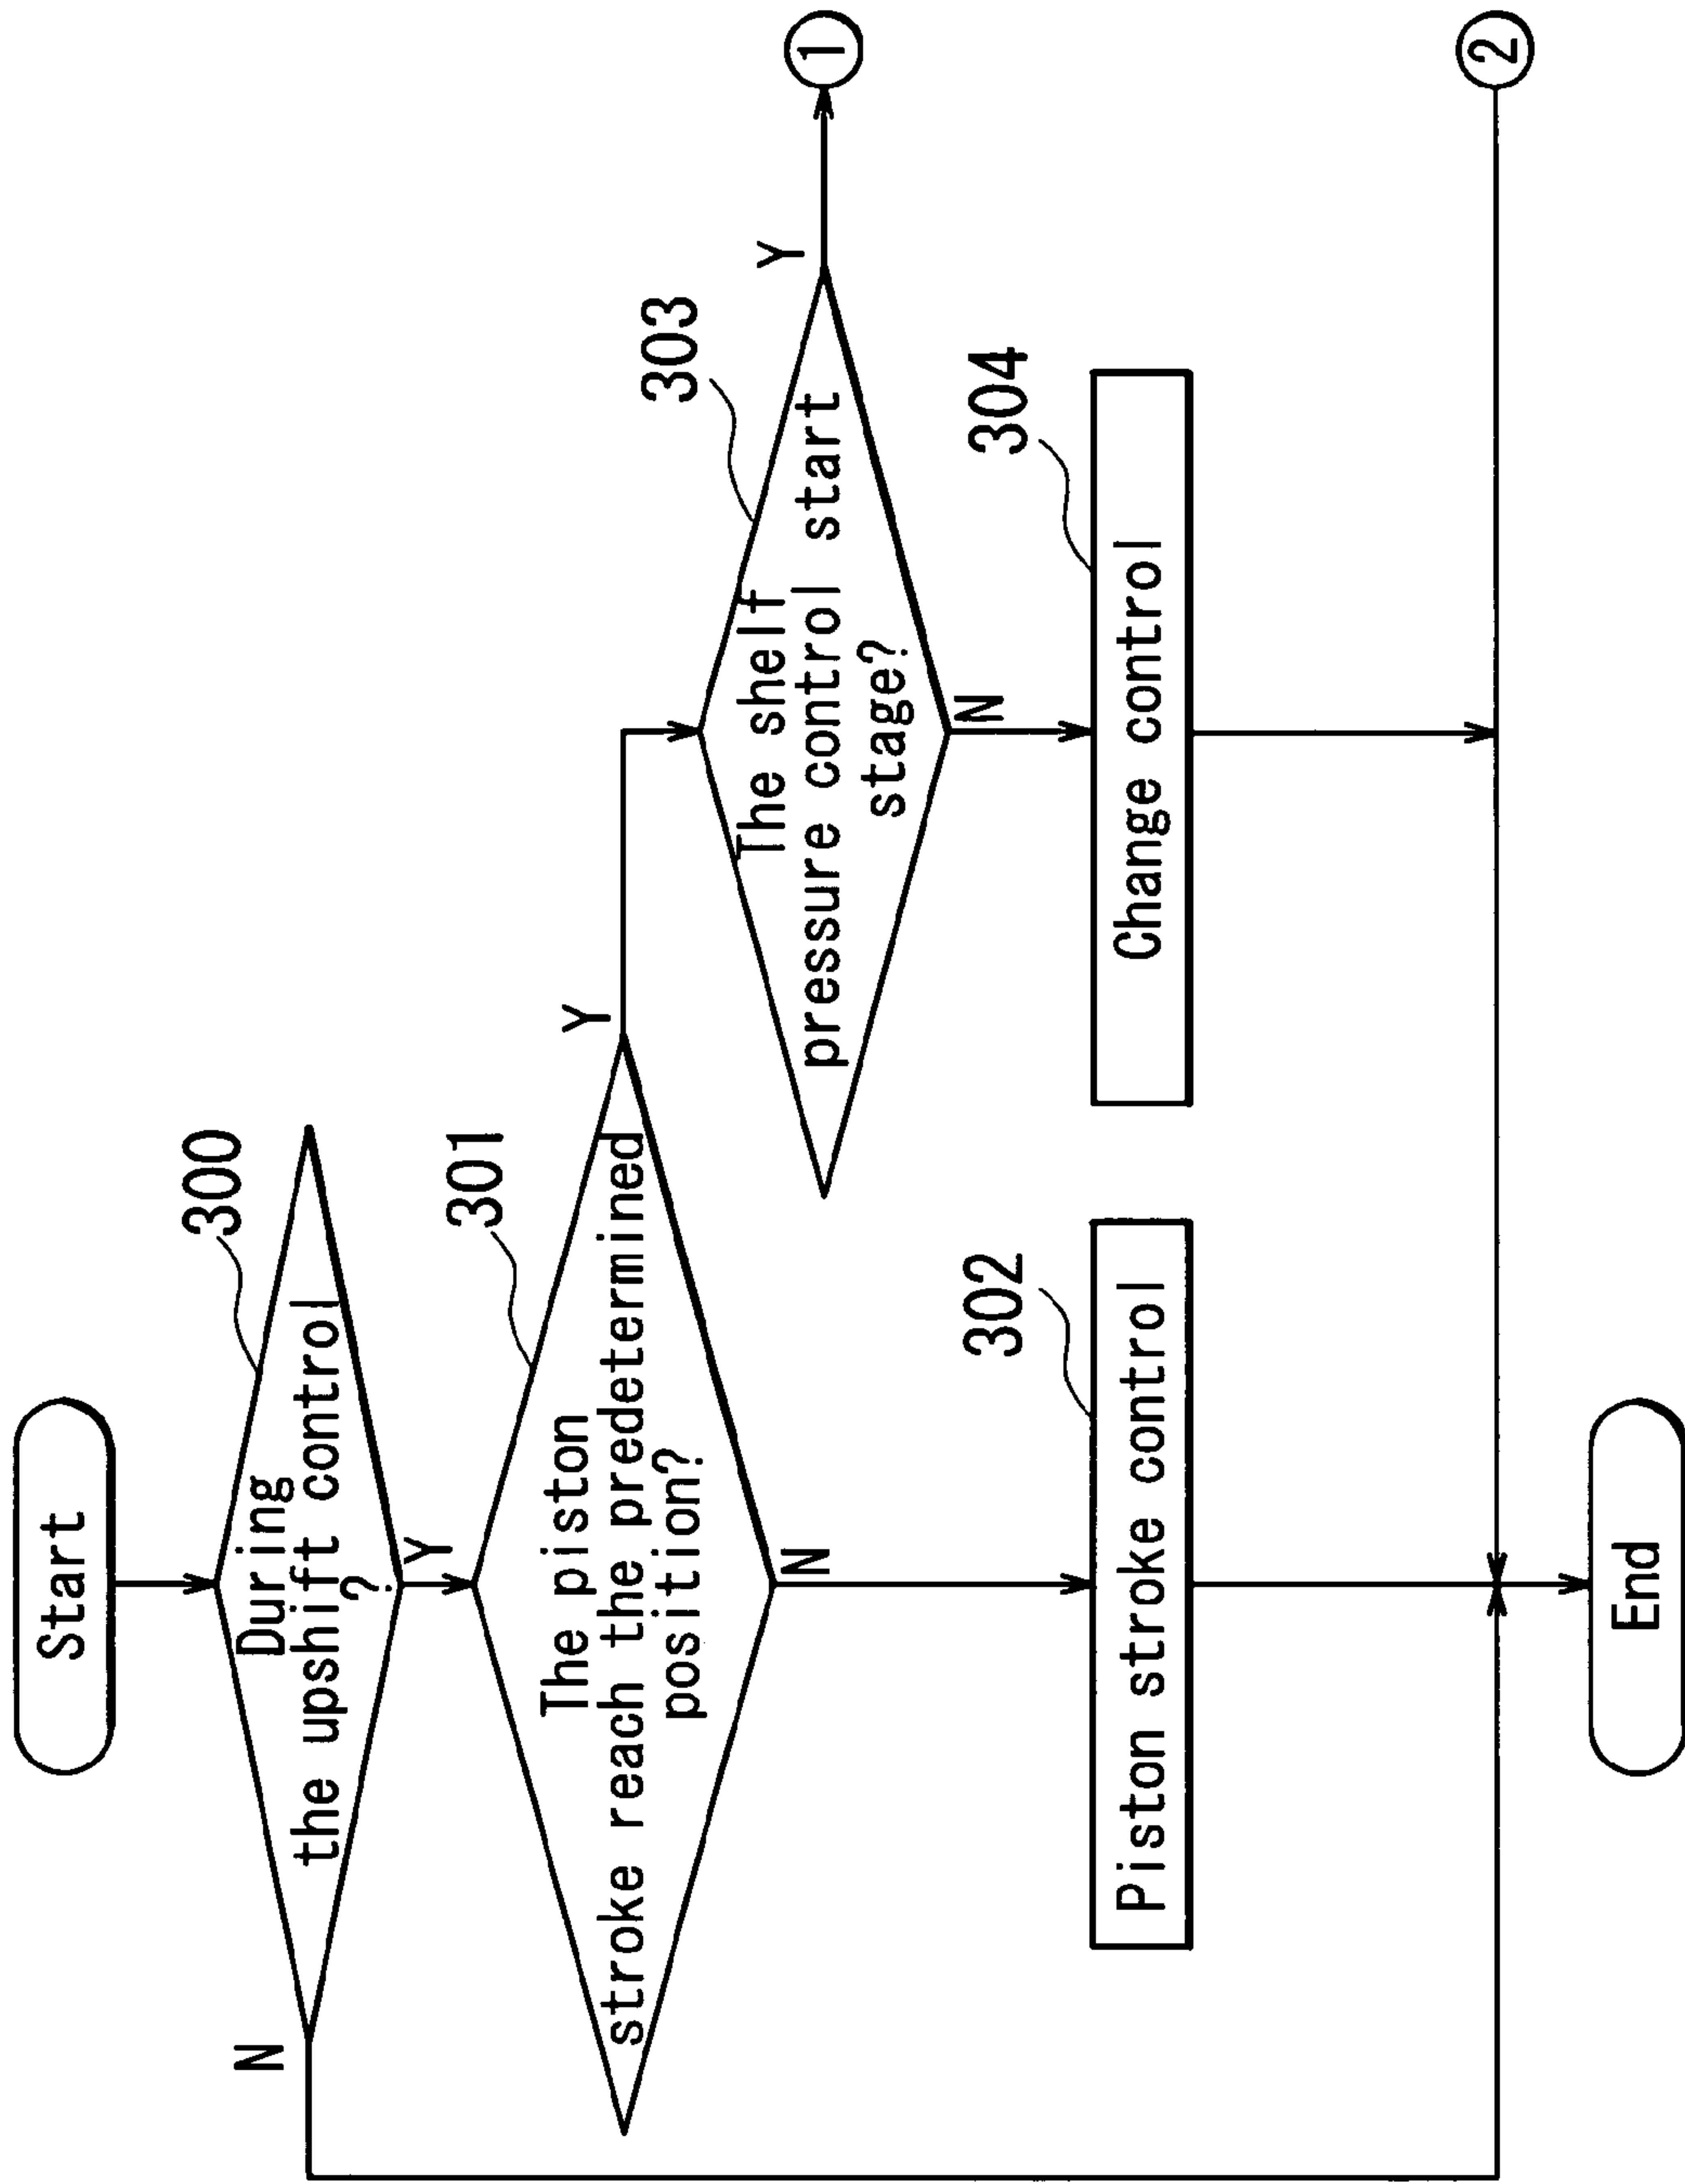 Start
300
During
the upshift control
?
N
Y
301
The piston
stroke reach the predetermined
position?
Y
N
302
Piston stroke control
303
The shelf
pressure control start
stage?
Y
N
1
304
Change control
2
End